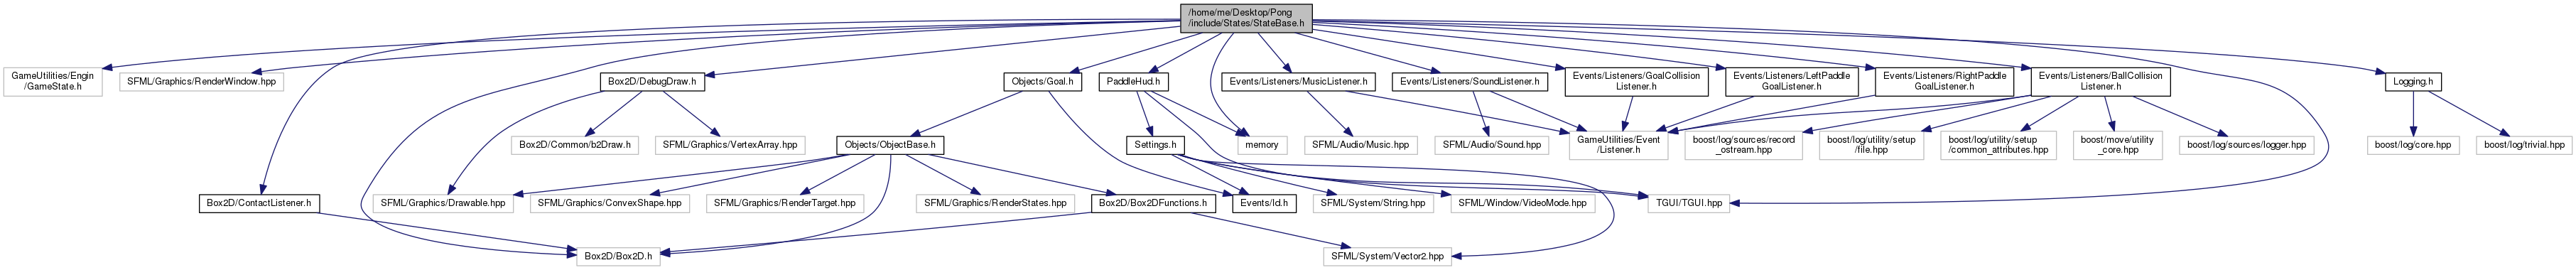 /home/me/Desktop/Pong
/include/States/StateBase.h
GameUtilities/Engin
/GameState.h
SFML/Graphics/RenderWindow.hpp
Box2D/DebugDraw.h
Objects/Goal.h
PaddleHud.h
Events/Listeners/MusicListener.h
Events/Listeners/SoundListener.h
Events/Listeners/GoalCollision
Listener.h
Events/Listeners/LeftPaddle
GoalListener.h
Events/Listeners/RightPaddle
GoalListener.h
Events/Listeners/BallCollision
Listener.h
Logging.h
Box2D/Common/b2Draw.h
SFML/Graphics/VertexArray.hpp
Objects/ObjectBase.h
Settings.h
memory
SFML/Audio/Music.hpp
SFML/Audio/Sound.hpp
GameUtilities/Event
/Listener.h
boost/log/sources/record
_ostream.hpp
boost/log/utility/setup
/file.hpp
boost/log/utility/setup
/common_attributes.hpp
boost/move/utility
_core.hpp
boost/log/sources/logger.hpp
boost/log/core.hpp
boost/log/trivial.hpp
Box2D/ContactListener.h
SFML/Graphics/Drawable.hpp
SFML/Graphics/ConvexShape.hpp
SFML/Graphics/RenderTarget.hpp
SFML/Graphics/RenderStates.hpp
Box2D/Box2DFunctions.h
Events/Id.h
SFML/System/String.hpp
SFML/Window/VideoMode.hpp
TGUI/TGUI.hpp
Box2D/Box2D.h
SFML/System/Vector2.hpp